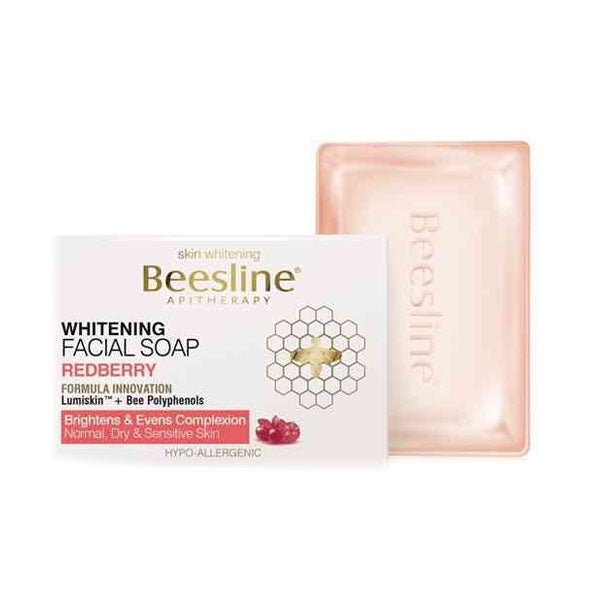 skin whitening
Beesline®
APITHERAPY
WHITENING
FACIAL SOAP
REDBERRY
FORMULA INNOVATION
Lumiskin™ + Bee Polyphenols
Brightens & Evens Complexion
Normal, Dry & Sensitive Skin
HYPO-ALLERGENIC
Beesline®